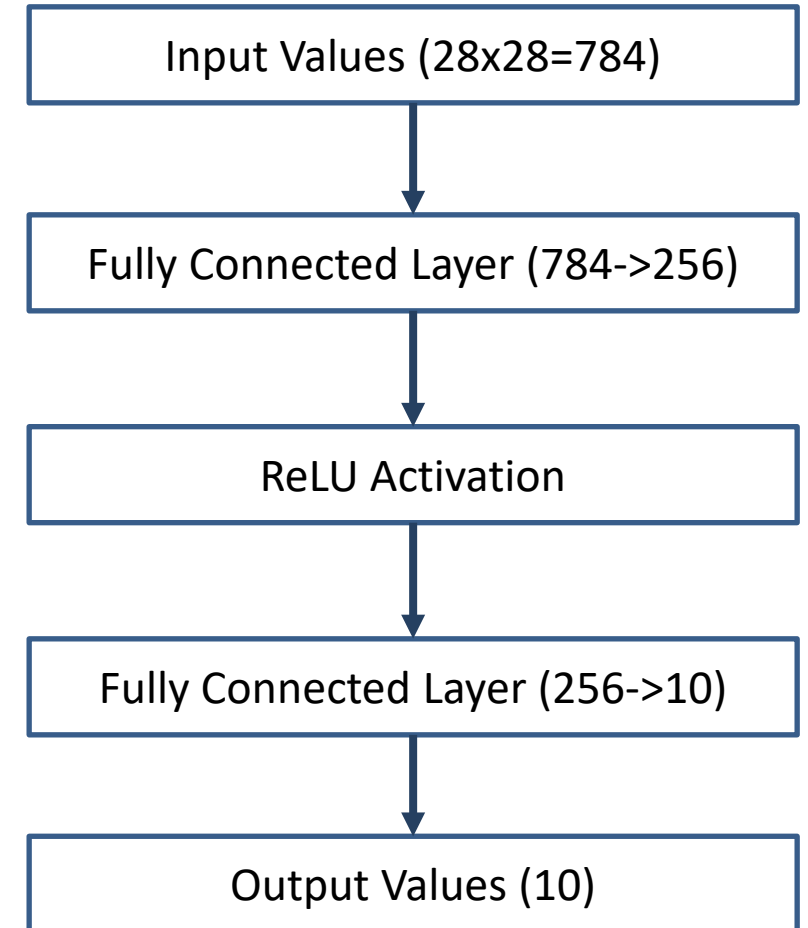 Input Values (28x28=784)
Fully Connected Layer (784->256)
ReLU Activation
Fully Connected Layer (256->10)
Output Values (10)